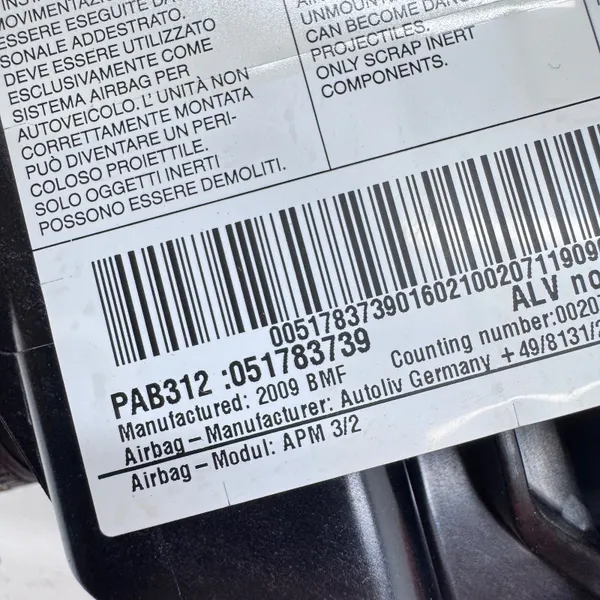 MOVIMENTAZIONE
ESSERE ESEGUITE DA
SONALE ADDESTRATO.
DEVE ESSERE UTILIZZATO
ESCLUSIVAMENTE COME
SISTEMA AIRBAG PER
AUTOVEICOLO. L'UNITÀ NON
CORRETTAMENTE MONTATA
PUÒ DIVENTARE UN PERI-
COLOSO PROIETTILE.
SOLO OGGETTI INERTI
POSSONO ESSERE DEMOLITI.
UNMOUNT
CAN BECOME DAN
PROJECTILES.
ONLY SCRAP INERT
COMPONENTS.
00517837390160210020711909
ALV no
PAB312 :051783739
Counting number:00207
Manufactured: 2009 BMF
Airbag-Manufacturer: Autoliv Germany +49/8131/
Airbag-Modul: APM 3/2